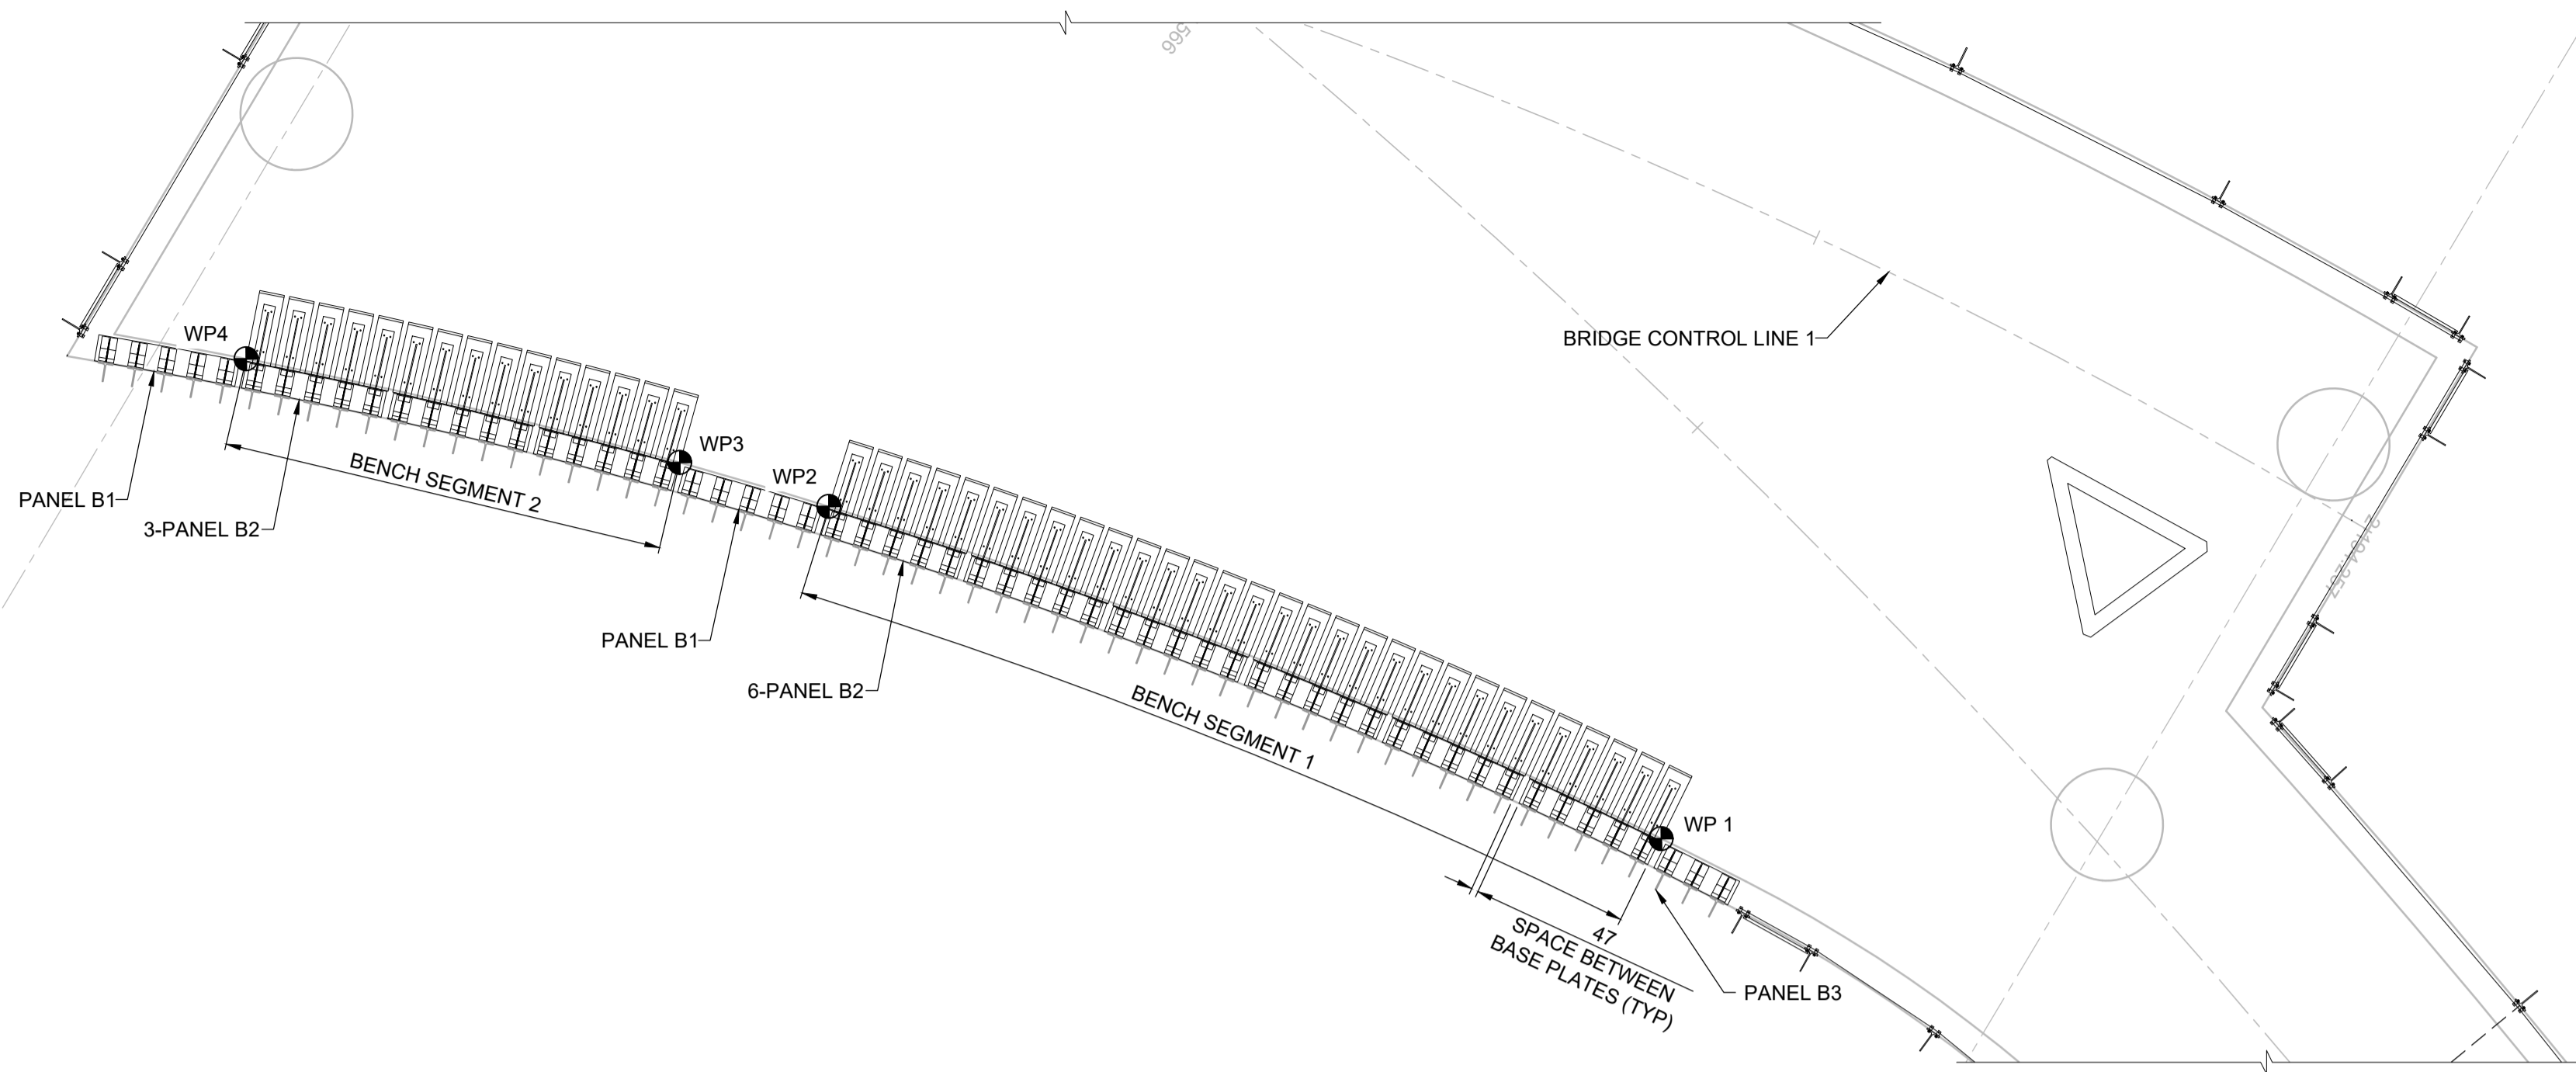 566
BRIDGE CONTROL LINE 1
WP4
WP3
WP2
WP 1
BENCH SEGMENT 2
PANEL B1
3-PANEL B2
PANEL B1
6-PANEL B2
BENCH SEGMENT 1
47
SPACE BETWEEN
BASE PLATES (TYP)
PANEL B3